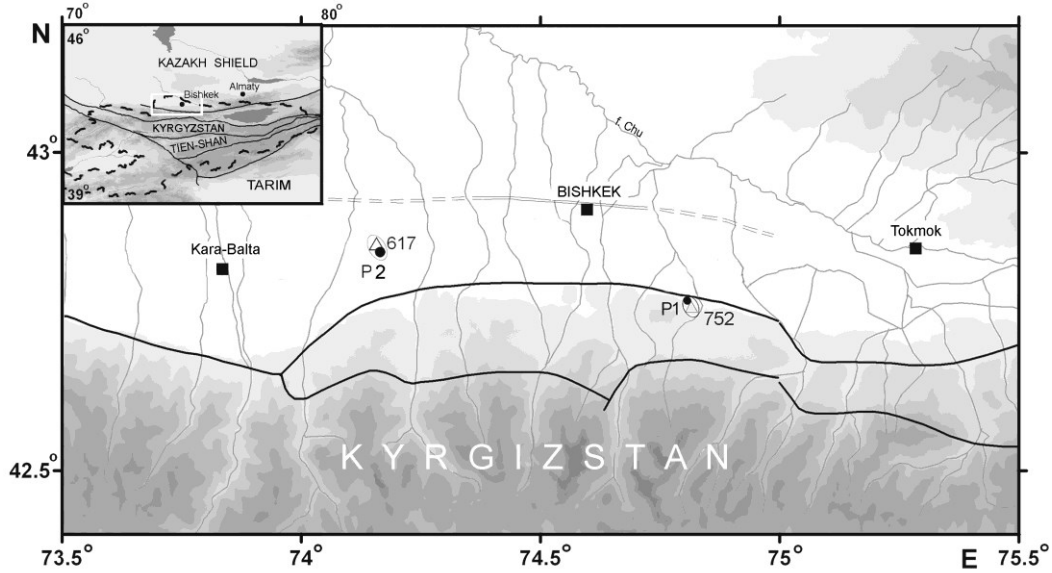 70°
80°
N
46°
KAZAKH SHIELD
Almaty
Bishkek
KYRGYZSTAN
TIEN-SHAN
TARIM
39°
43°
f. Chu
BISHKEK
Tokmok
617
P 2
Kara-Balta
P1
752
KYRGIZSTAN
42.5°
73.5°
74°
74.5°
75°
E
75.5°